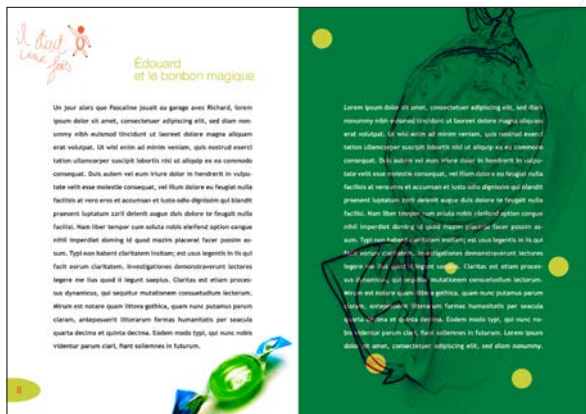 il était
une fois
Édouard
et le bonbon magique
Un jour alors que Pascaline jouait au garage avec Richard, lorem
ipsum dolor sit amet, consectetuer adipiscing elit, sed diam non-
ummy nibh euismod tincidunt ut laoreet dolore magna aliquam
erat volutpat. Ut wisi enim ad minim veniam, quis nostrud exerci
tation ullamcorper suscipit lobortis nisl ut aliquip ex ea commodo
consequat. Duis autem vel eum iriure dolor in hendrerit in vulpu-
tate velit esse molestie consequat, vel illum dolore eu feugiat nulla
facilisis at vero eros et accumsan et iusto odio dignissim qui blandit
praesent luptatum zzril delenit augue duis dolore te feugait nulla
facilisi. Nam liber tempor cum soluta nobis eleifend option congue
nihil imperdiet doming id quod mazim placerat facer possim as-
sum. Typi non habent claritatem insitam; est usus legentis in iis qui
facit eorum claritatem. Investigationes demonstraverunt lectores
legere me lius quod ii legunt saepius. Claritas est etiam proces-
sus dynamicus, qui sequitur mutationem consuetudium lectorum.
Mirum est notare quam littera gothica, quam nunc putamus parum
claram, anteposuerit litterarum formas humanitatis per seacula
quarta decima et quinta decima. Eodem modo typi, qui nunc nobis
videntur parum clari, fiant sollemnes in futurum.
8
Lorem ipsum dolor sit amet, consectetuer adipiscing elit, sed diam
nonummy nibh euismod tincidunt ut laoreet dolore magna aliquam
erat volutpat. Ut wisi enim ad minim veniam, quis nostrud exerci
tation ullamcorper suscipit lobortis nisl ut aliquip ex ea commodo
consequat. Duis autem vel eum iriure dolor in hendrerit in vulpu-
tate velit esse molestie consequat, vel illum dolore eu feugiat nulla
facilisis at vero eros et accumsan et iusto odio dignissim qui blandit
praesent luptatum zzril delenit augue duis dolore te feugait nulla
facilisi. Nam liber tempor cum soluta nobis eleifend option congue
nihil imperdiet doming id quod mazim placerat facer possim as-
sum. Typi non habent claritatem insitam; est usus legentis in iis qui
facit eorum claritatem. Investigationes demonstraverunt lectores
legere me lius quod ii legunt saepius. Claritas est etiam proces-
sus dynamicus, qui sequitur mutationem consuetudium lectorum.
Mirum est notare quam littera gothica, quam nunc putamus parum
claram, anteposuerit litterarum formas humanitatis per seacula
quarta decima et quinta decima. Eodem modo typi, qui nunc no-
bis videntur parum clari, fiant sollemnes in futurum. Lorem ipsum
dolor sit amet, consectetuer adipiscing elit, sed diam nonummy.